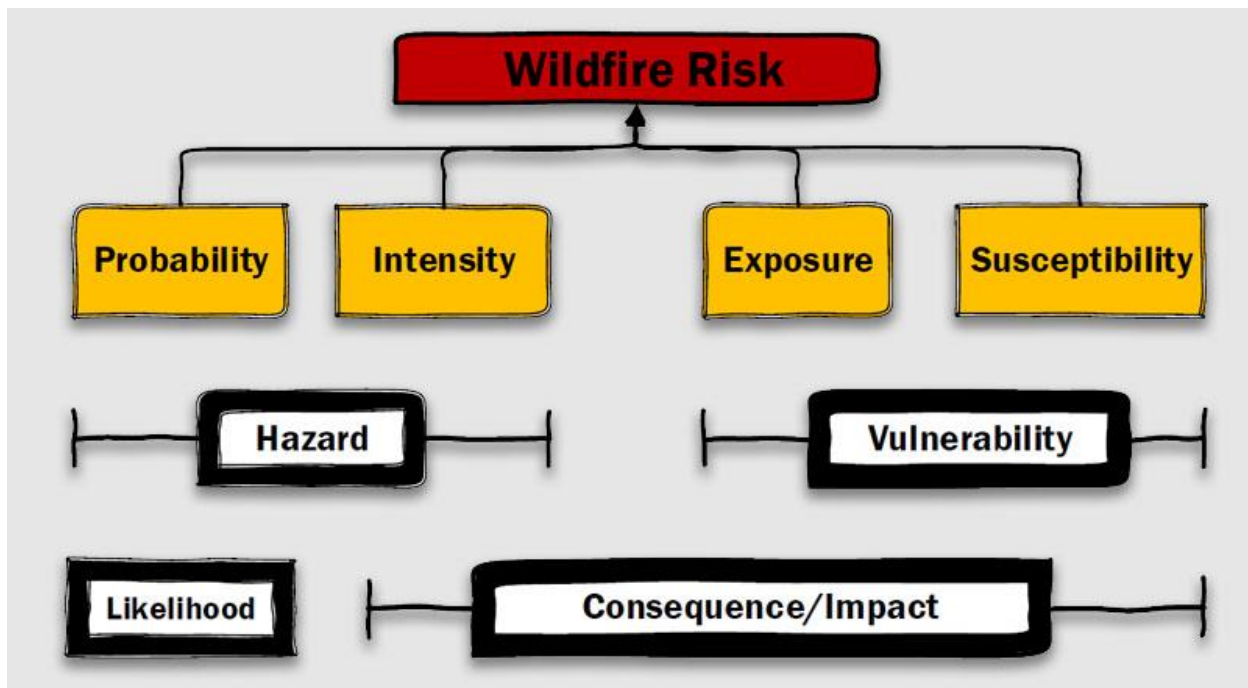 Wildfire Risk
Probability
Intensity
Exposure
Susceptibility
Hazard
Vulnerability
Likelihood
Consequence/Impact